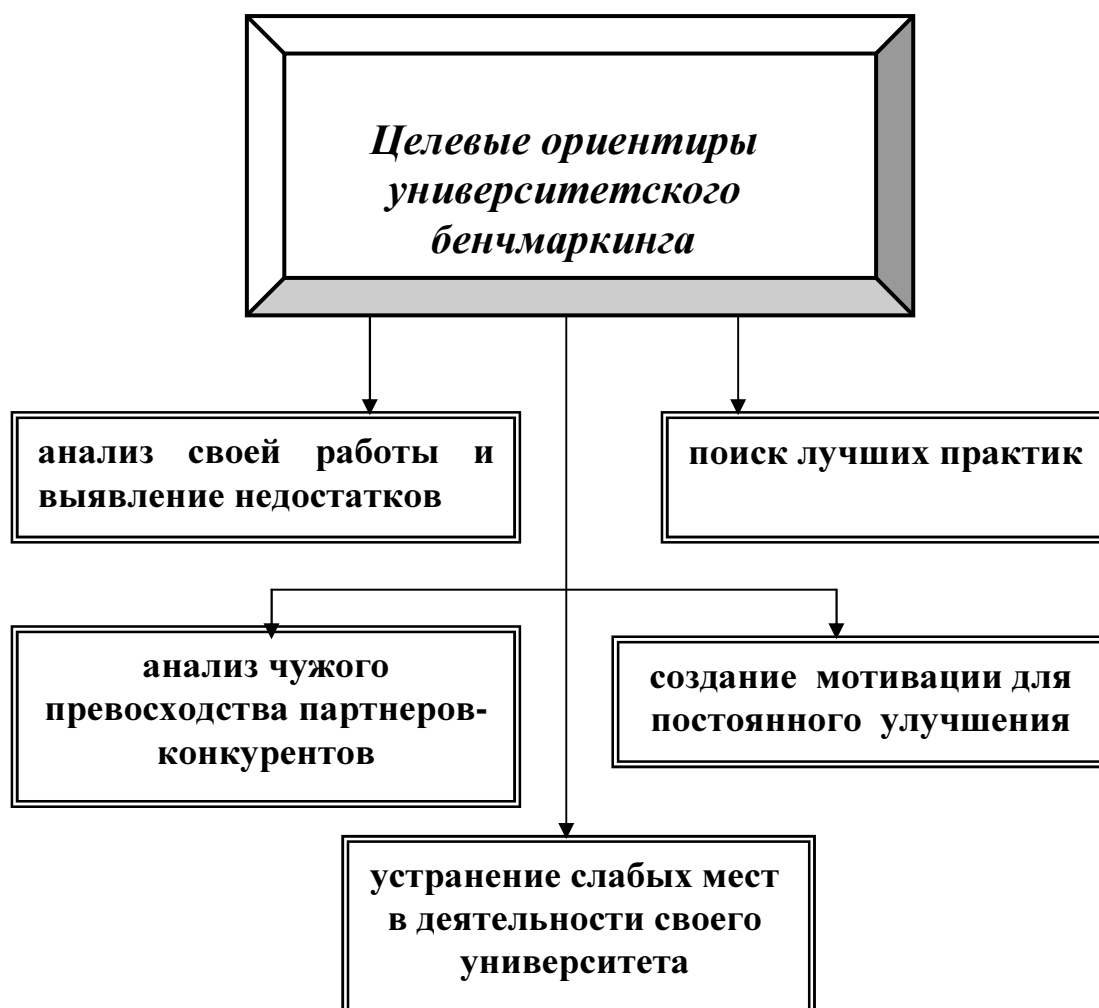 Целевые ориентиры
университетского
бенчмаркинга
анализ своей работы и
выявление недостатков
поиск лучших практик
анализ чужого
превосходства партнеров-
конкурентов
создание мотивации для
постоянного улучшения
устранение слабых мест
в деятельности своего
университета